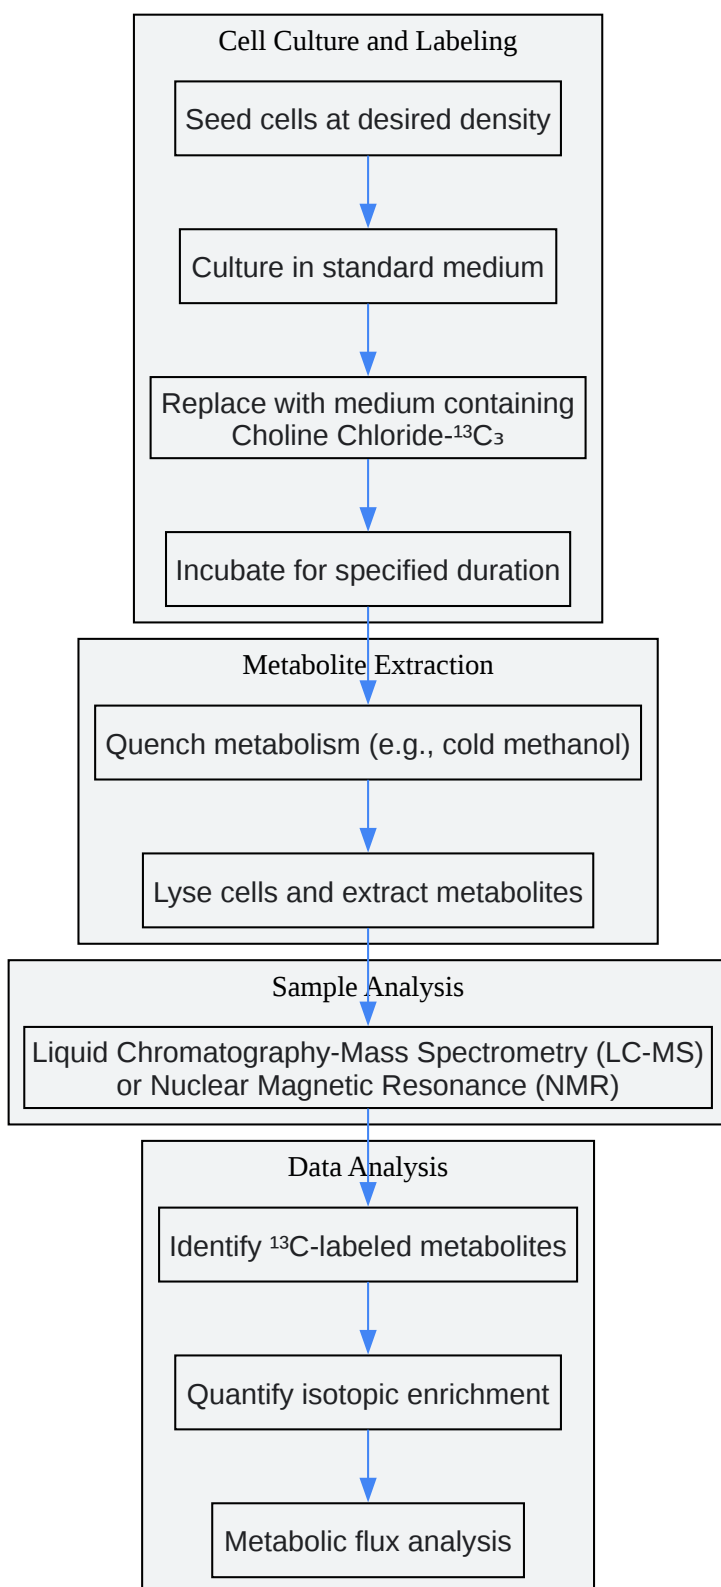 Cell Culture and Labeling
Seed cells at desired density
Culture in standard medium
Replace with medium containing
Choline Chloride-¹³C₃
Incubate for specified duration
Metabolite Extraction
Quench metabolism (e.g., cold methanol)
Lyse cells and extract metabolites
Sample Analysis
Liquid Chromatography-Mass Spectrometry (LC-MS)
or Nuclear Magnetic Resonance (NMR)
Data Analysis
Identify ¹³C-labeled metabolites
Quantify isotopic enrichment
Metabolic flux analysis